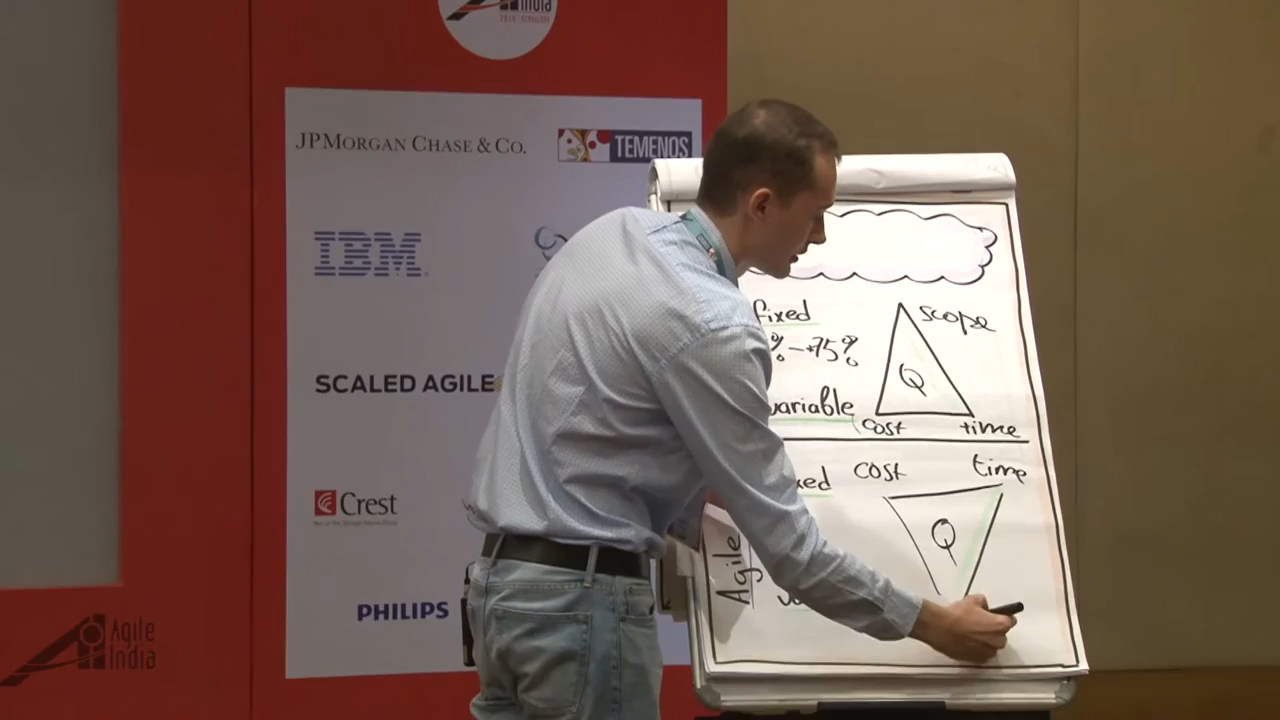 India
JPMORGAN CHASE & CO.
TEMENOS
IBM
SCALED AGILE
Crest
PHILIPS
Agile
India
fixed
scope
%-+75%
Q
variable
cost
time
cost
time
Q
Agile